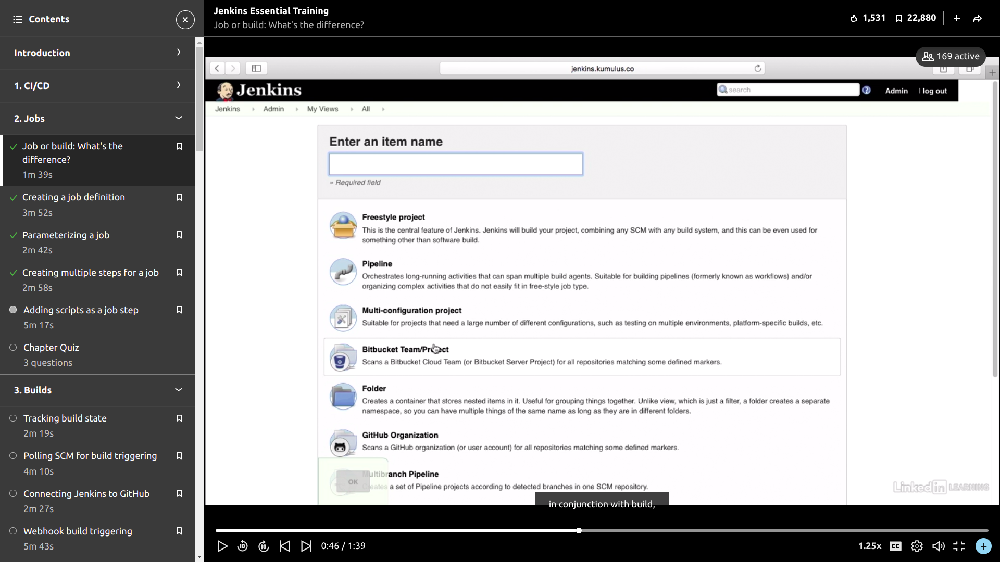 Contents
Introduction
1. CI/CD
2. Jobs
Job or build: What's the
difference?
1m 39s
Creating a job definition
3m 52s
Parameterizing a job
2m 42s
Creating multiple steps for a job
2m 58s
Adding scripts as a job step
5m 17s
Chapter Quiz
3 questions
3. Builds
Tracking build state
2m 19s
Polling SCM for build triggering
4m 10s
Connecting Jenkins to GitHub
2m 27s
Webhook build triggering
5m 43s
Jenkins Essential Training
Job or build: What's the difference?
1,531 22,880
169 active
jenkins.kumulus.co
Jenkins
search
Admin | log out
Jenkins Admin My Views All
Enter an item name
» Required field
Freestyle project
This is the central feature of Jenkins. Jenkins will build your project, combining any SCM with any build system, and this can be even used for
something other than software build.
Pipeline
Orchestrates long-running activities that can span multiple build agents. Suitable for building pipelines (formerly known as workflows) and/or
organizing complex activities that do not easily fit in free-style job type.
Multi-configuration project
Suitable for projects that need a large number of different configurations, such as testing on multiple environments, platform-specific builds, etc.
Bitbucket Team/Project
Scans a Bitbucket Cloud Team (or Bitbucket Server Project) for all repositories matching some defined markers.
Folder
Creates a container that stores nested items in it. Useful for grouping things together. Unlike view, which is just a filter, a folder creates a separate
namespace, so you can have multiple things of the same name as long as they are in different folders.
GitHub Organization
Scans a GitHub organization (or user account) for all repositories matching some defined markers.
Multibranch Pipeline
OK
Creates a set of Pipeline projects according to detected branches in one SCM repository.
LinkedIn LEARNING
in conjunction with build,
10 10 0:46 / 1:39
1.25x CC